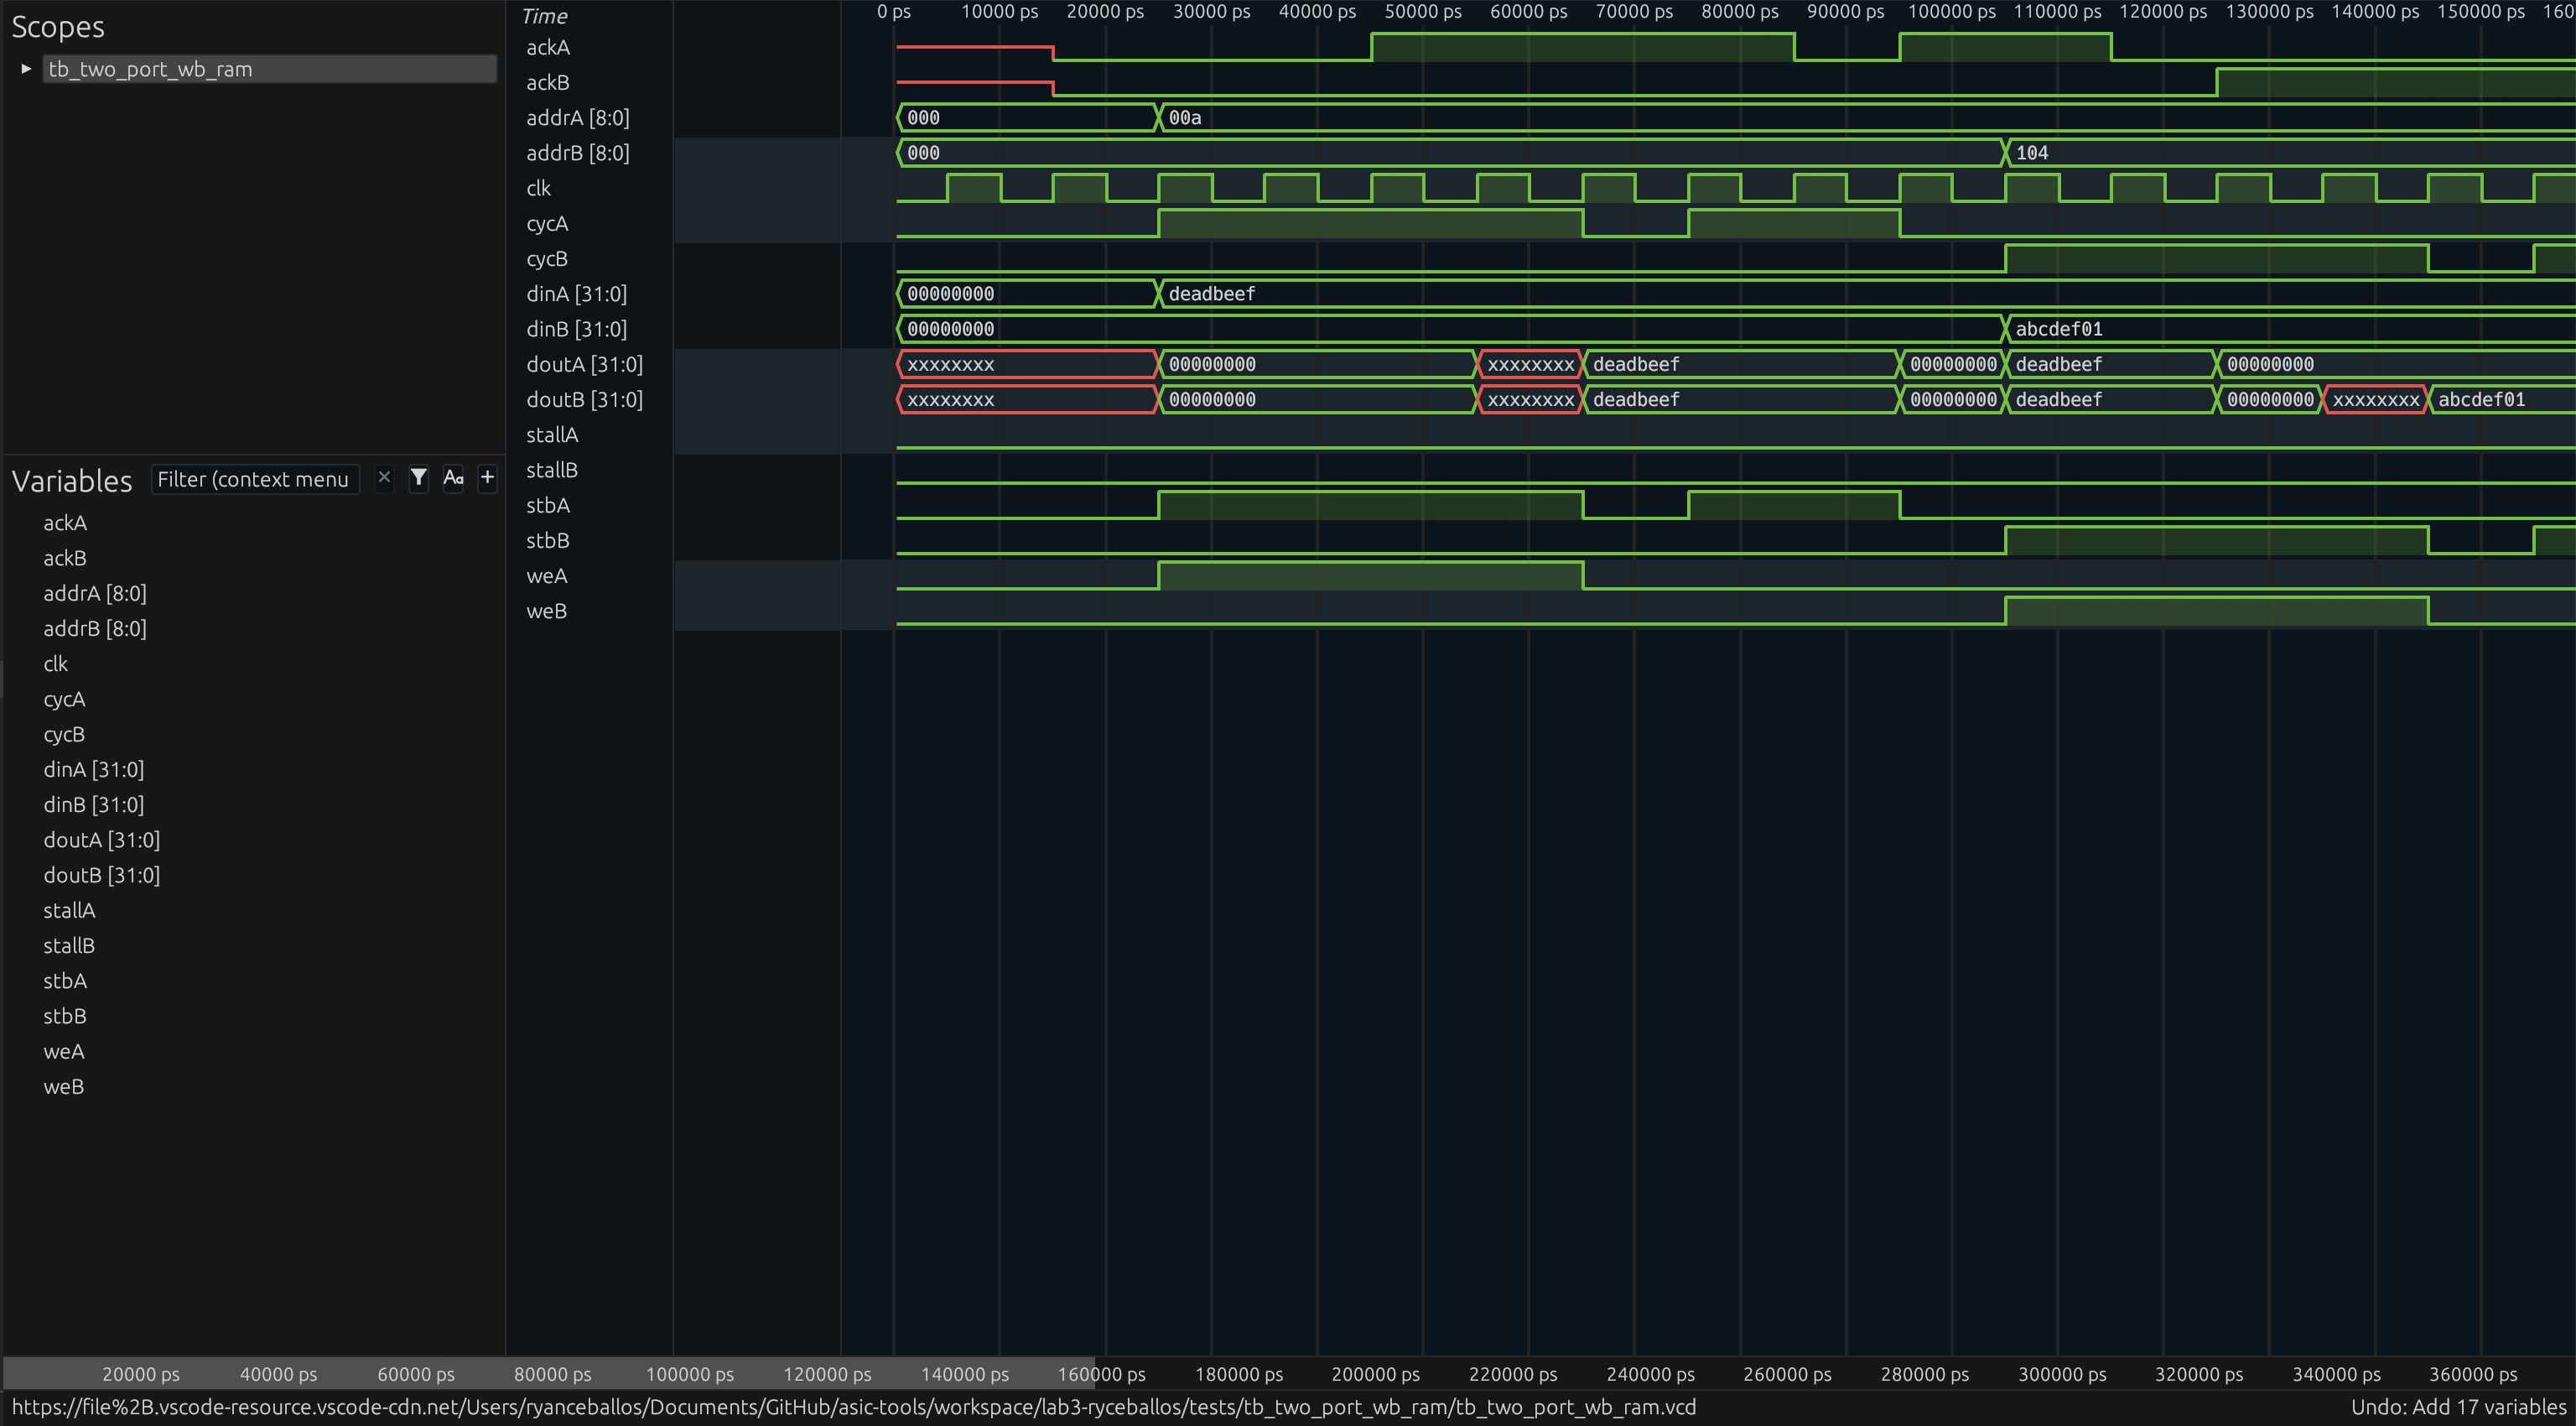 Scopes
tb_two_port_wb_ram
Variables
Filter (context menu
Aa
+
ackA
ackB
addrA [8:0]
addrB [8:0]
clk
cycA
cycB
dinA [31:0]
dinB [31:0]
doutA [31:0]
doutB [31:0]
stallA
stallB
stbA
stbB
weA
weB
Time
0 ps 10000 ps 20000 ps 30000 ps 40000 ps 50000 ps 60000 ps 70000 ps 80000 ps 90000 ps 100000 ps 110000 ps 120000 ps 130000 ps 140000 ps 150000 ps 160
ackA
ackB
addrA [8:0] 000 00a
addrB [8:0] 000 104
clk
cycA
cycB
dinA [31:0] 00000000 deadbeef
dinB [31:0] 00000000 abcdef01
doutA [31:0] xxxxxxxx 00000000 xxxxxxxx deadbeef 00000000 deadbeef 00000000
doutB [31:0] xxxxxxxx 00000000 xxxxxxxx deadbeef 00000000 deadbeef 00000000 xxxxxxxx abcdef01
stallA
stallB
stbA
stbB
weA
weB
20000 ps 40000 ps 60000 ps 80000 ps 100000 ps 120000 ps 140000 ps 160000 ps 180000 ps 200000 ps 220000 ps 240000 ps 260000 ps 280000 ps 300000 ps 320000 ps 340000 ps 360000 ps
https://file%2B.vscode-resource.vscode-cdn.net/Users/ryanceballos/Documents/GitHub/asic-tools/workspace/lab3-ryceballos/tests/tb_two_port_wb_ram/tb_two_port_wb_ram.vcd Undo: Add 17 variables